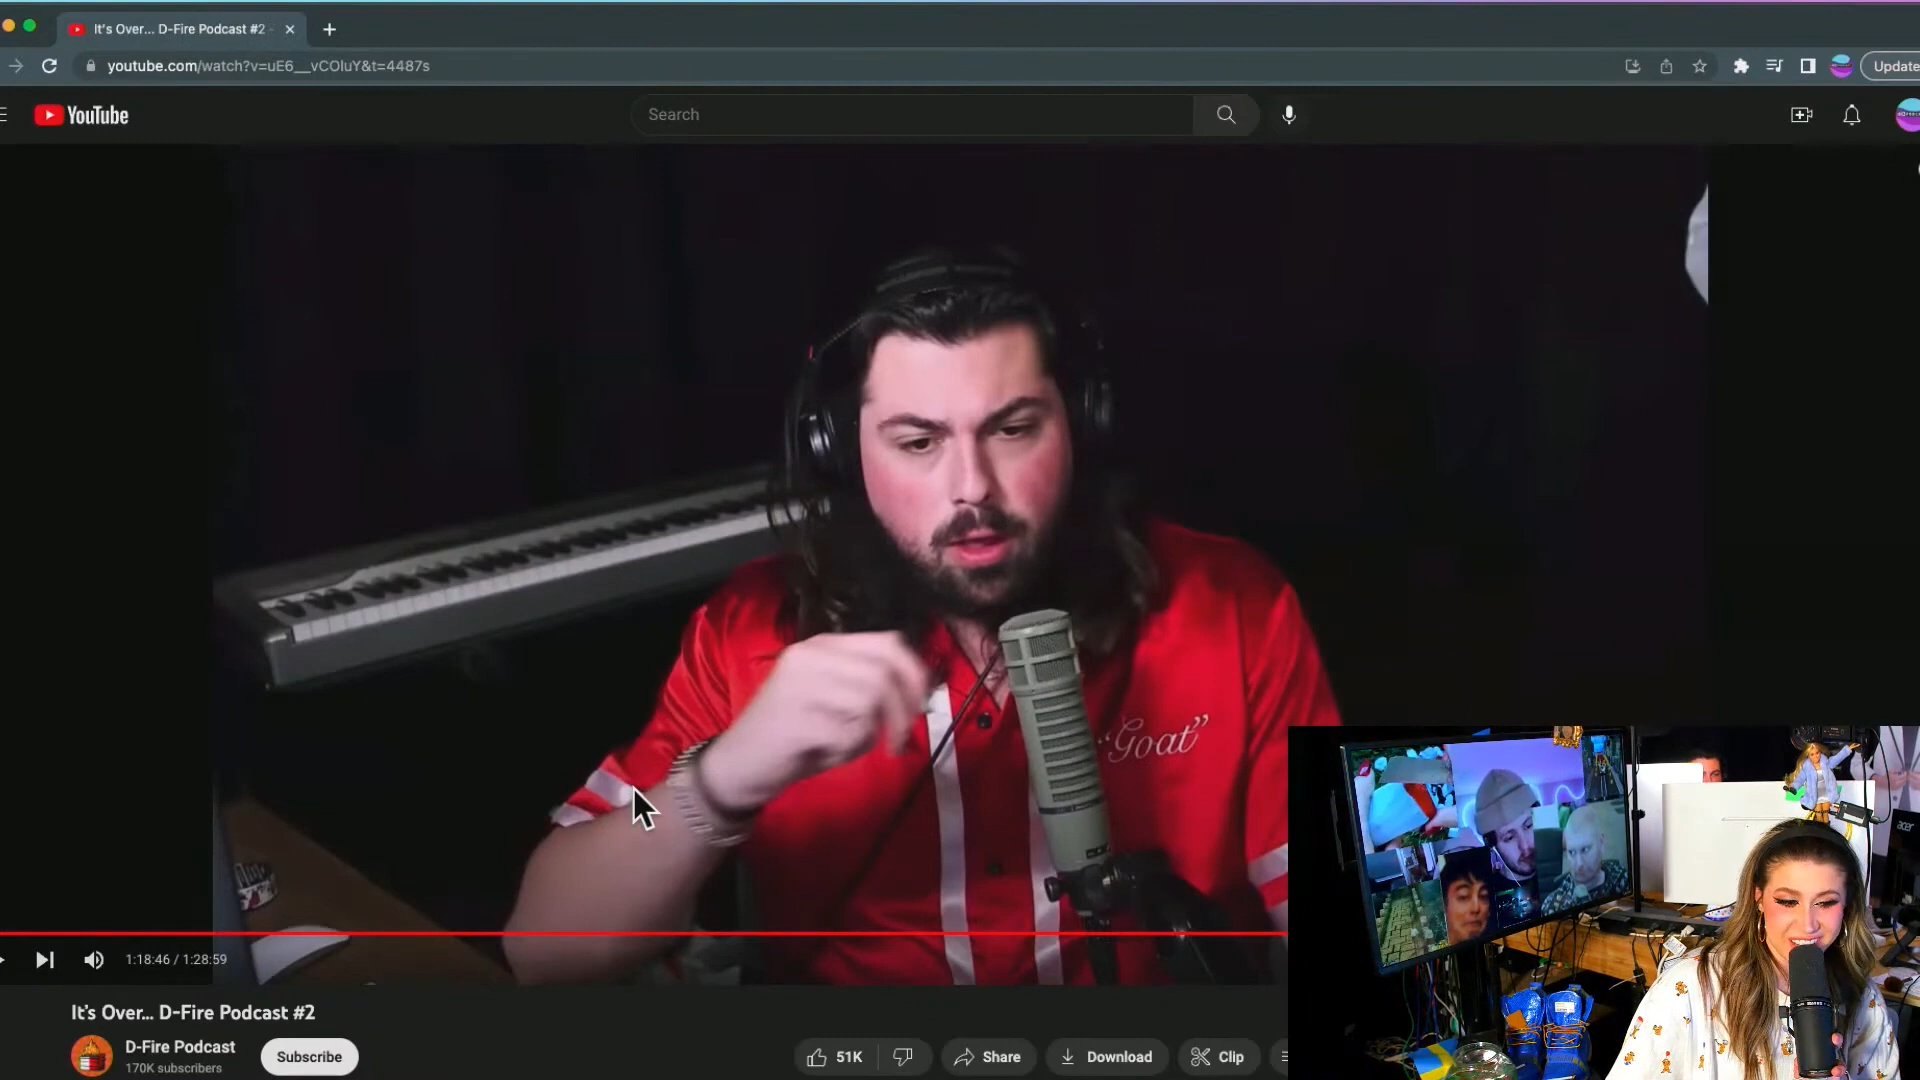 It's Over... D-Fire Podcast #2
youtube.com/watch?v=uE6__vCOluY&t=4487s
Update
YouTube
Search
"Goat"
acer
1:18:46 / 1:28:59
It's Over... D-Fire Podcast #2
D-Fire Podcast
170K subscribers
Subscribe
51K
Share
Download
Clip